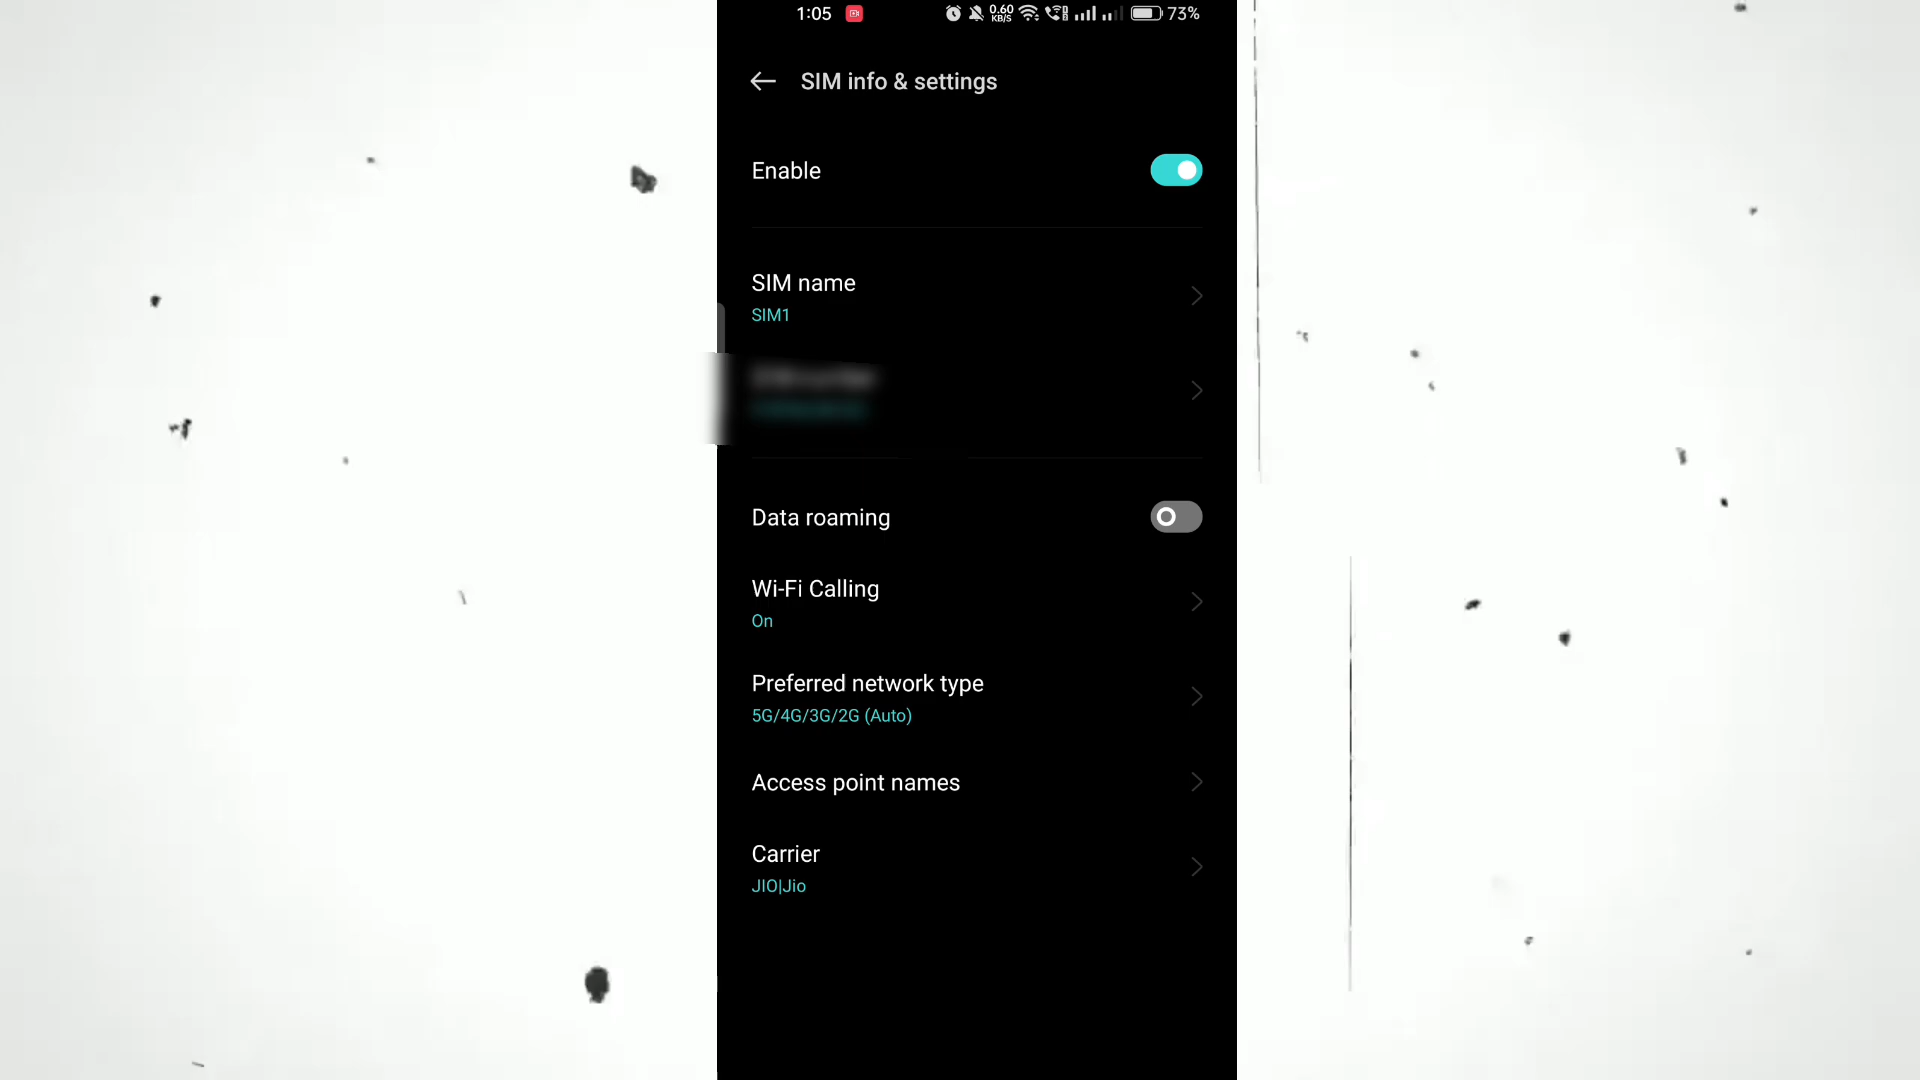 1:05
0.60
KB/S
73%
SIM info & settings
Enable
SIM name
SIM1
Data roaming
Wi-Fi Calling
On
Preferred network type
5G/4G/3G/2G (Auto)
Access point names
Carrier
JIO|Jio